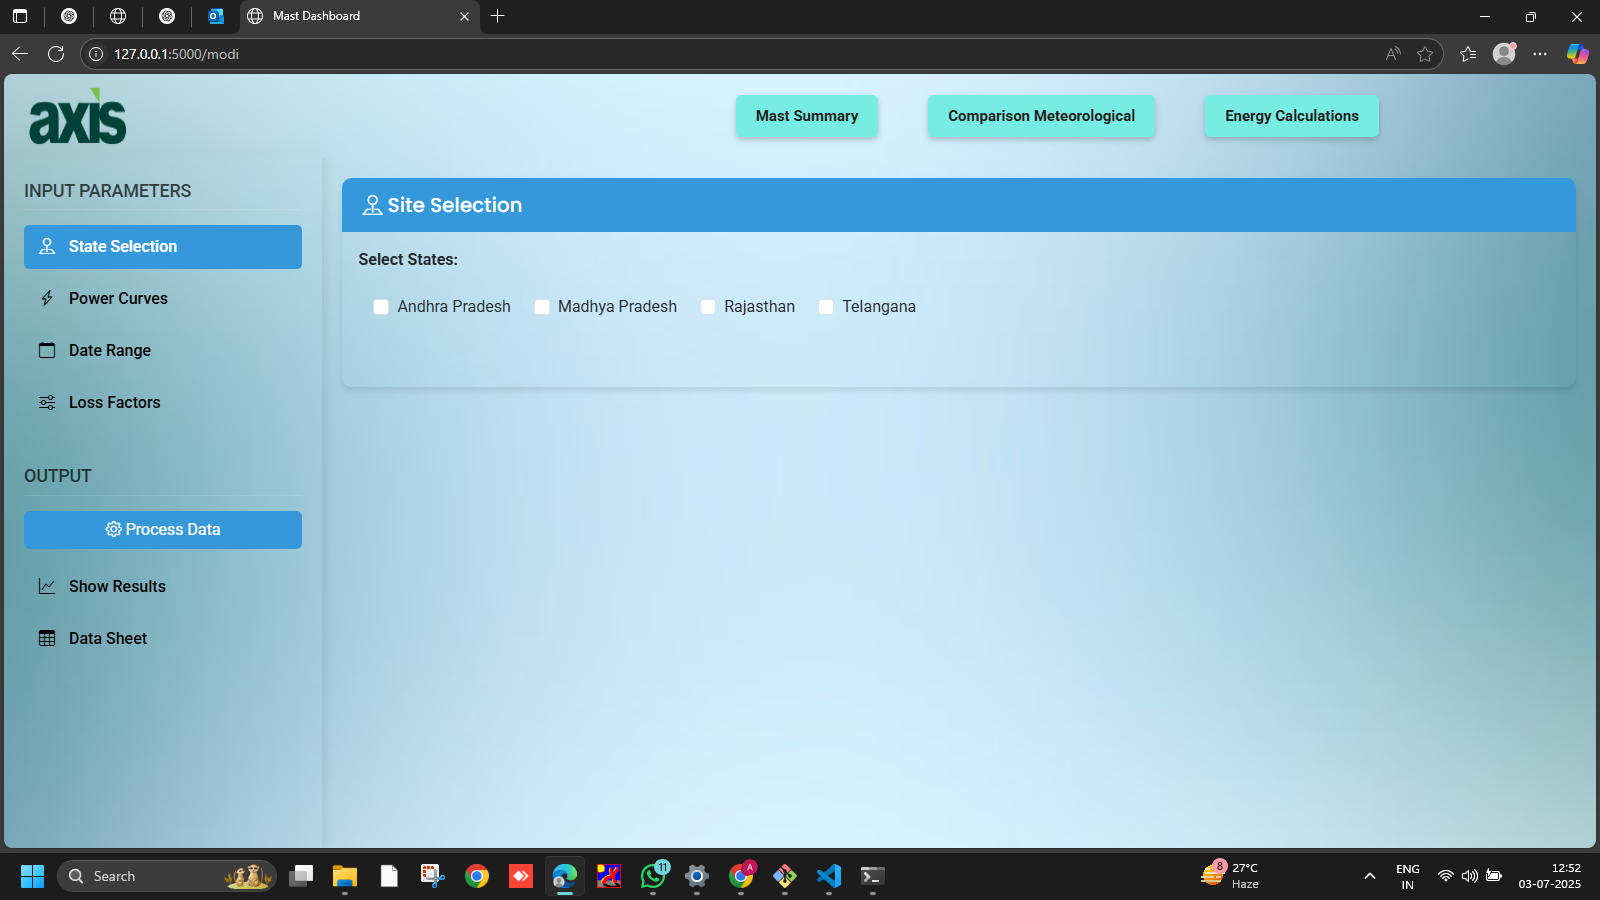 Mast Dashboard
127.0.0.1:5000/modi
axis
Mast Summary
Comparison Meteorological
Energy Calculations
INPUT PARAMETERS
State Selection
Power Curves
Date Range
Loss Factors
OUTPUT
Process Data
Show Results
Data Sheet
Site Selection
Select States:
Andhra Pradesh Madhya Pradesh Rajasthan Telangana
Search
11
A
8
27°C
Haze
ENG
IN
12:52
03-07-2025